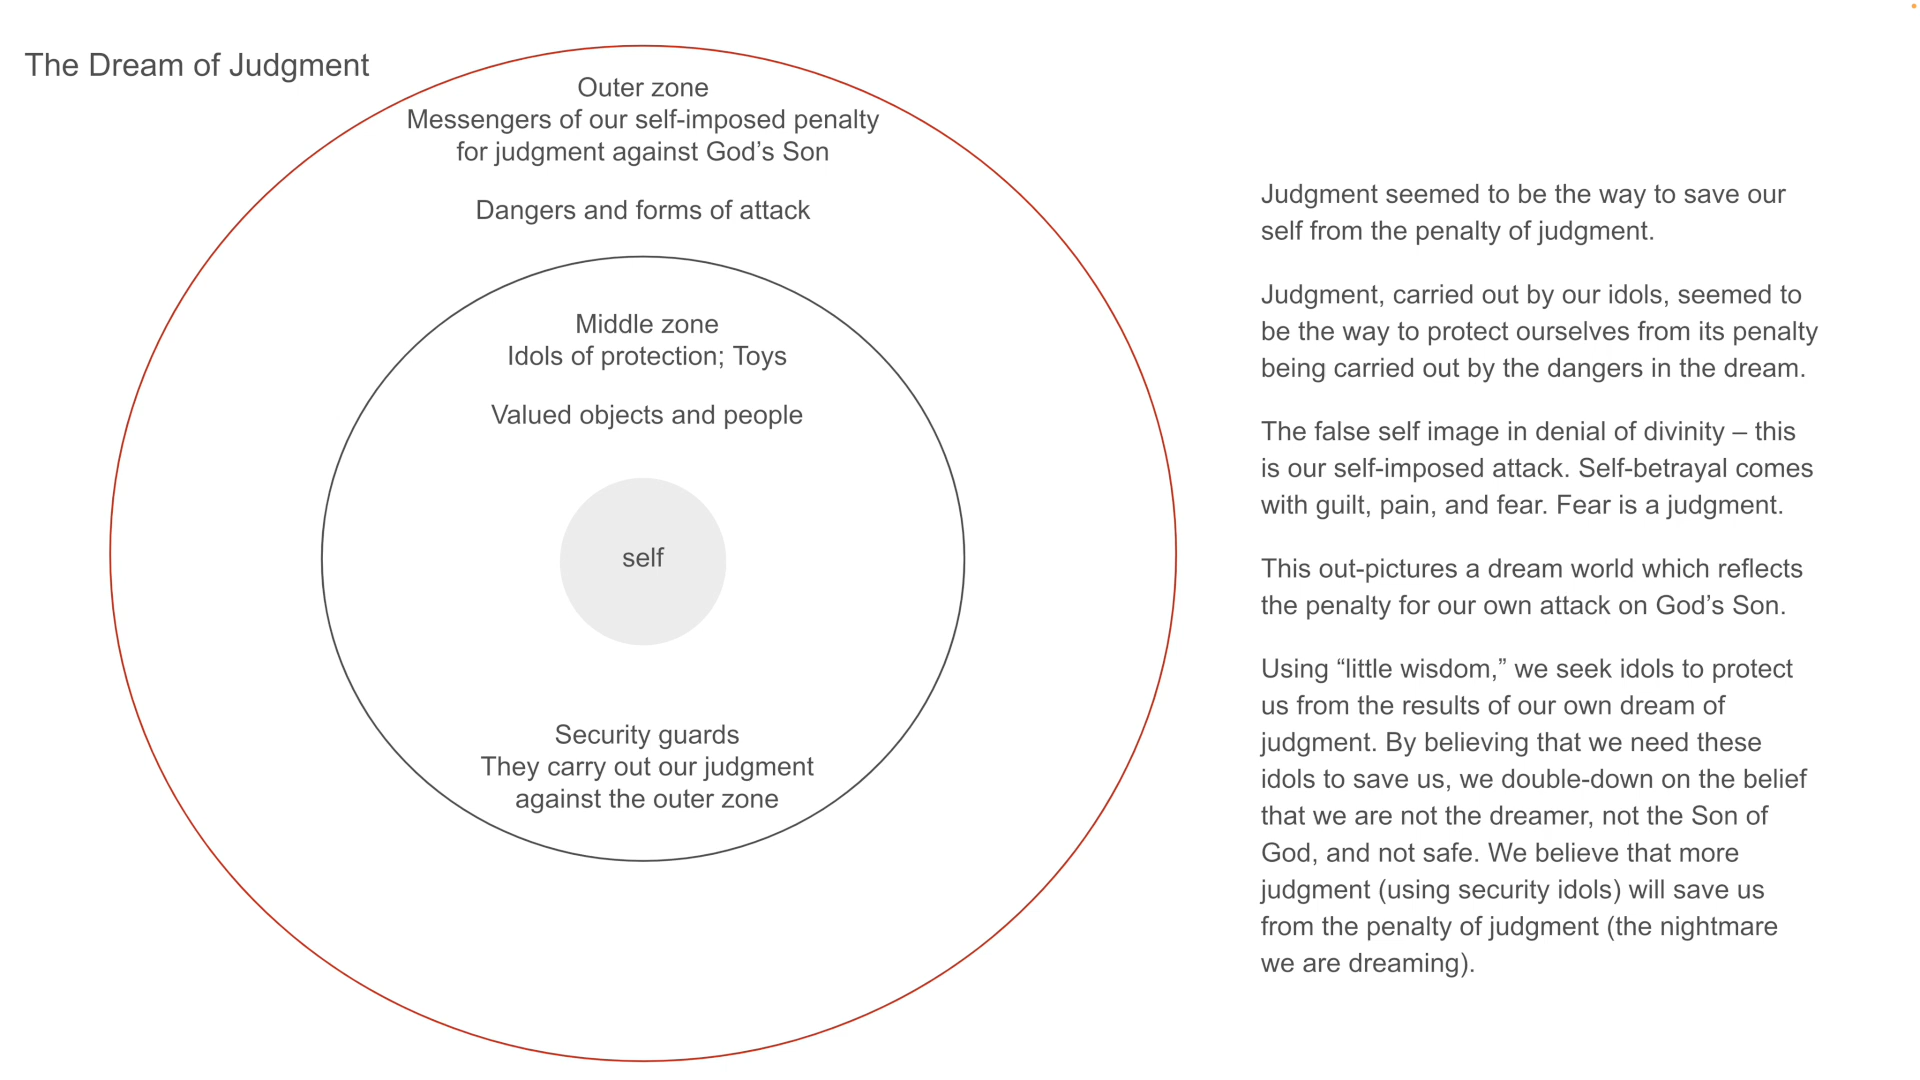 The Dream of Judgment
Outer zone
Messengers of our self-imposed penalty
for judgment against God’s Son
Dangers and forms of attack
Middle zone
Idols of protection; Toys
Valued objects and people
self
Security guards
They carry out our judgment
against the outer zone
Judgment seemed to be the way to save our
self from the penalty of judgment.
Judgment, carried out by our idols, seemed to
be the way to protect ourselves from its penalty
being carried out by the dangers in the dream.
The false self image in denial of divinity – this
is our self-imposed attack. Self-betrayal comes
with guilt, pain, and fear. Fear is a judgment.
This out-pictures a dream world which reflects
the penalty for our own attack on God’s Son.
Using “little wisdom,” we seek idols to protect
us from the results of our own dream of
judgment. By believing that we need these
idols to save us, we double-down on the belief
that we are not the dreamer, not the Son of
God, and not safe. We believe that more
judgment (using security idols) will save us
from the penalty of judgment (the nightmare
we are dreaming).